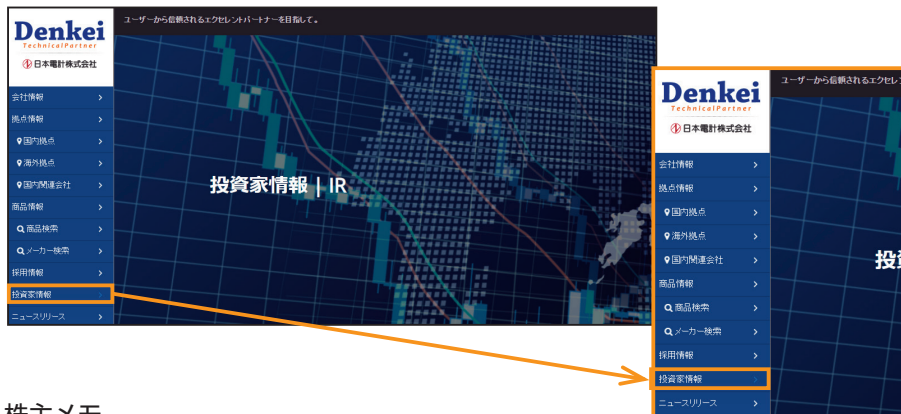 ユーザーから信頼されるエクセレントパートナーを目指して。
Denkei
TechnicalPartner
日本電計株式会社
会社情報
拠点情報
国内拠点
海外拠点
国内関連会社
商品情報
商品検索
メーカー検索
採用情報
投資家情報
ニュースリリース
投資家情報 | IR
ユーザーから信頼されるエクセレン
Denkei
TechnicalPartner
日本電計株式会社
会社情報
拠点情報
国内拠点
海外拠点
国内関連会社
商品情報
商品検索
メーカー検索
採用情報
投資家情報
ニュースリリース
投
株主メモ